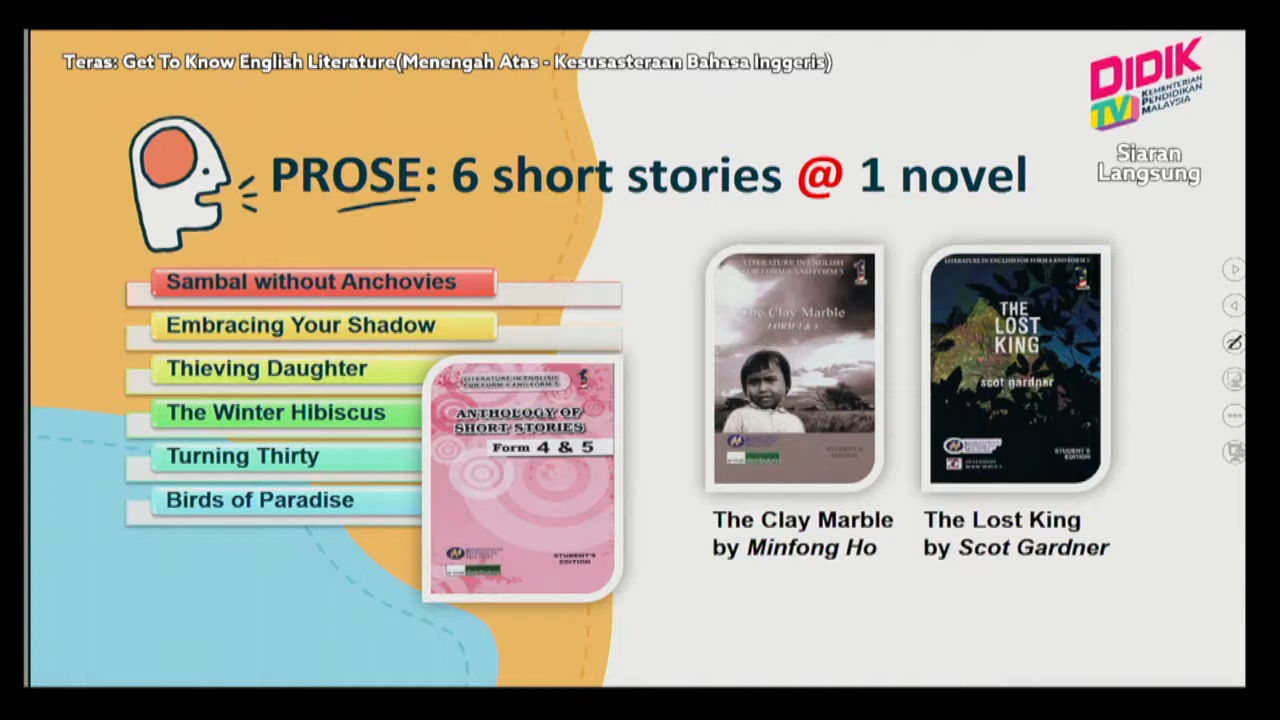 Teras: Get To Know English Literature(Menengah Atas - Kesusasteraan Bahasa Inggeris)
DIDIK
TV
KEMENTERIAN
PENDIDIKAN
MALAYSIA
Siaran
Langsung
PROSE: 6 short stories @ 1 novel
Sambal without Anchovies
Embracing Your Shadow
Thieving Daughter
The Winter Hibiscus
Turning Thirty
Birds of Paradise
LITERATURE IN ENGLISH
FOR FORM 4 AND FORM 5
ANTHOLOGY OF
SHORT STORIES
Form 4 & 5
STUDENT'S
EDITION
LITERATURE IN ENGLISH
FOR FORM 4 AND FORM 5
The Clay Marble
FORM 4 & 5
STUDENT'S
EDITION
The Clay Marble
by Minfong Ho
LITERATURE IN ENGLISH FOR FORM 4 AND FORM 5
THE
LOST
KING
scot gardner
STUDENT'S
EDITION
The Lost King
by Scot Gardner